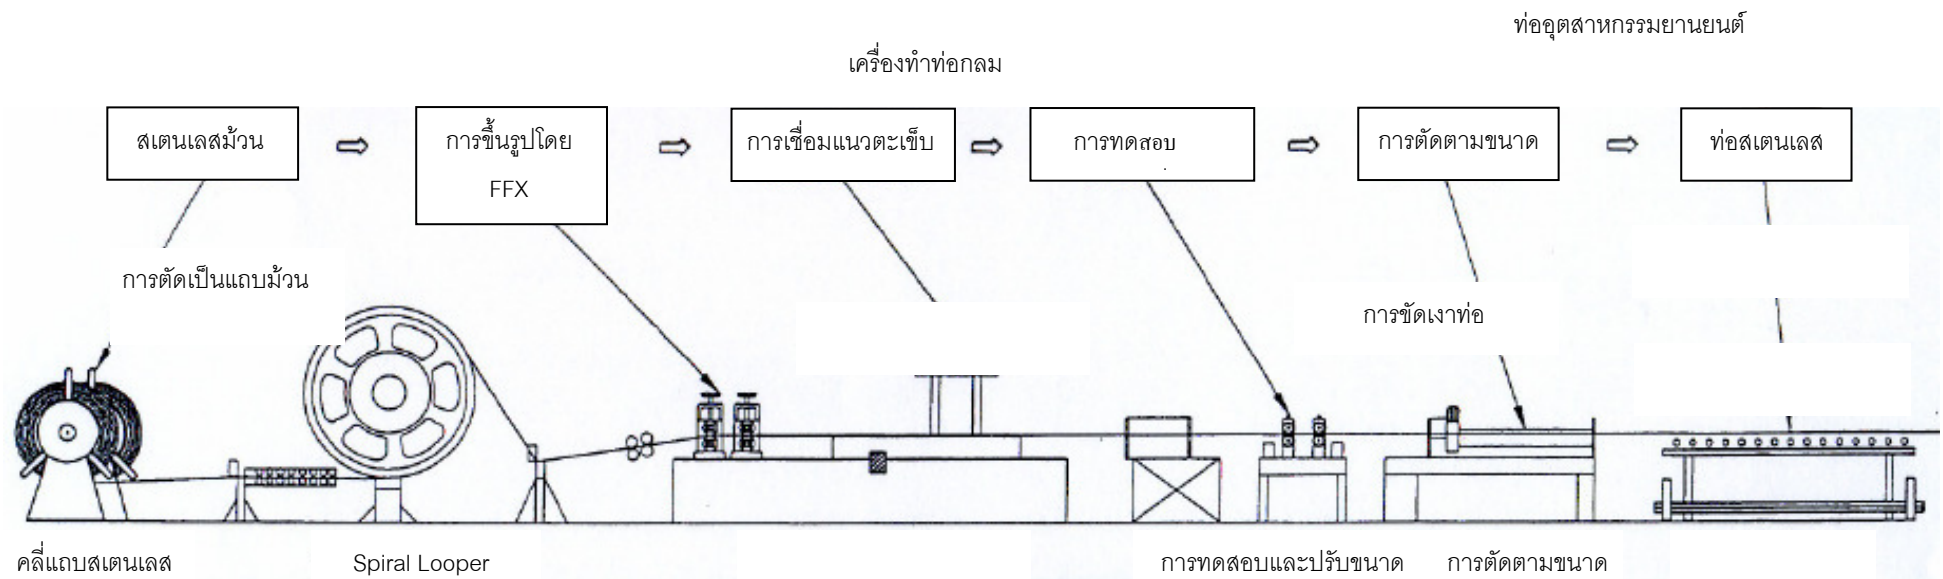 ท่ออุตสาหกรรมยานยนต์
เครื่องทำท่อกลม
สเตนเลสม้วน
การขึ้นรูปโดย
FFX
การเชื่อมแนวตะเข็บ
การทดสอบ
การตัดตามขนาด
ท่อสเตนเลส
การตัดเป็นแถบม้วน
การขัดเงาท่อ
คลี่แถบสเตนเลส
Spiral Looper
การทดสอบและปรับขนาด
การตัดตามขนาด